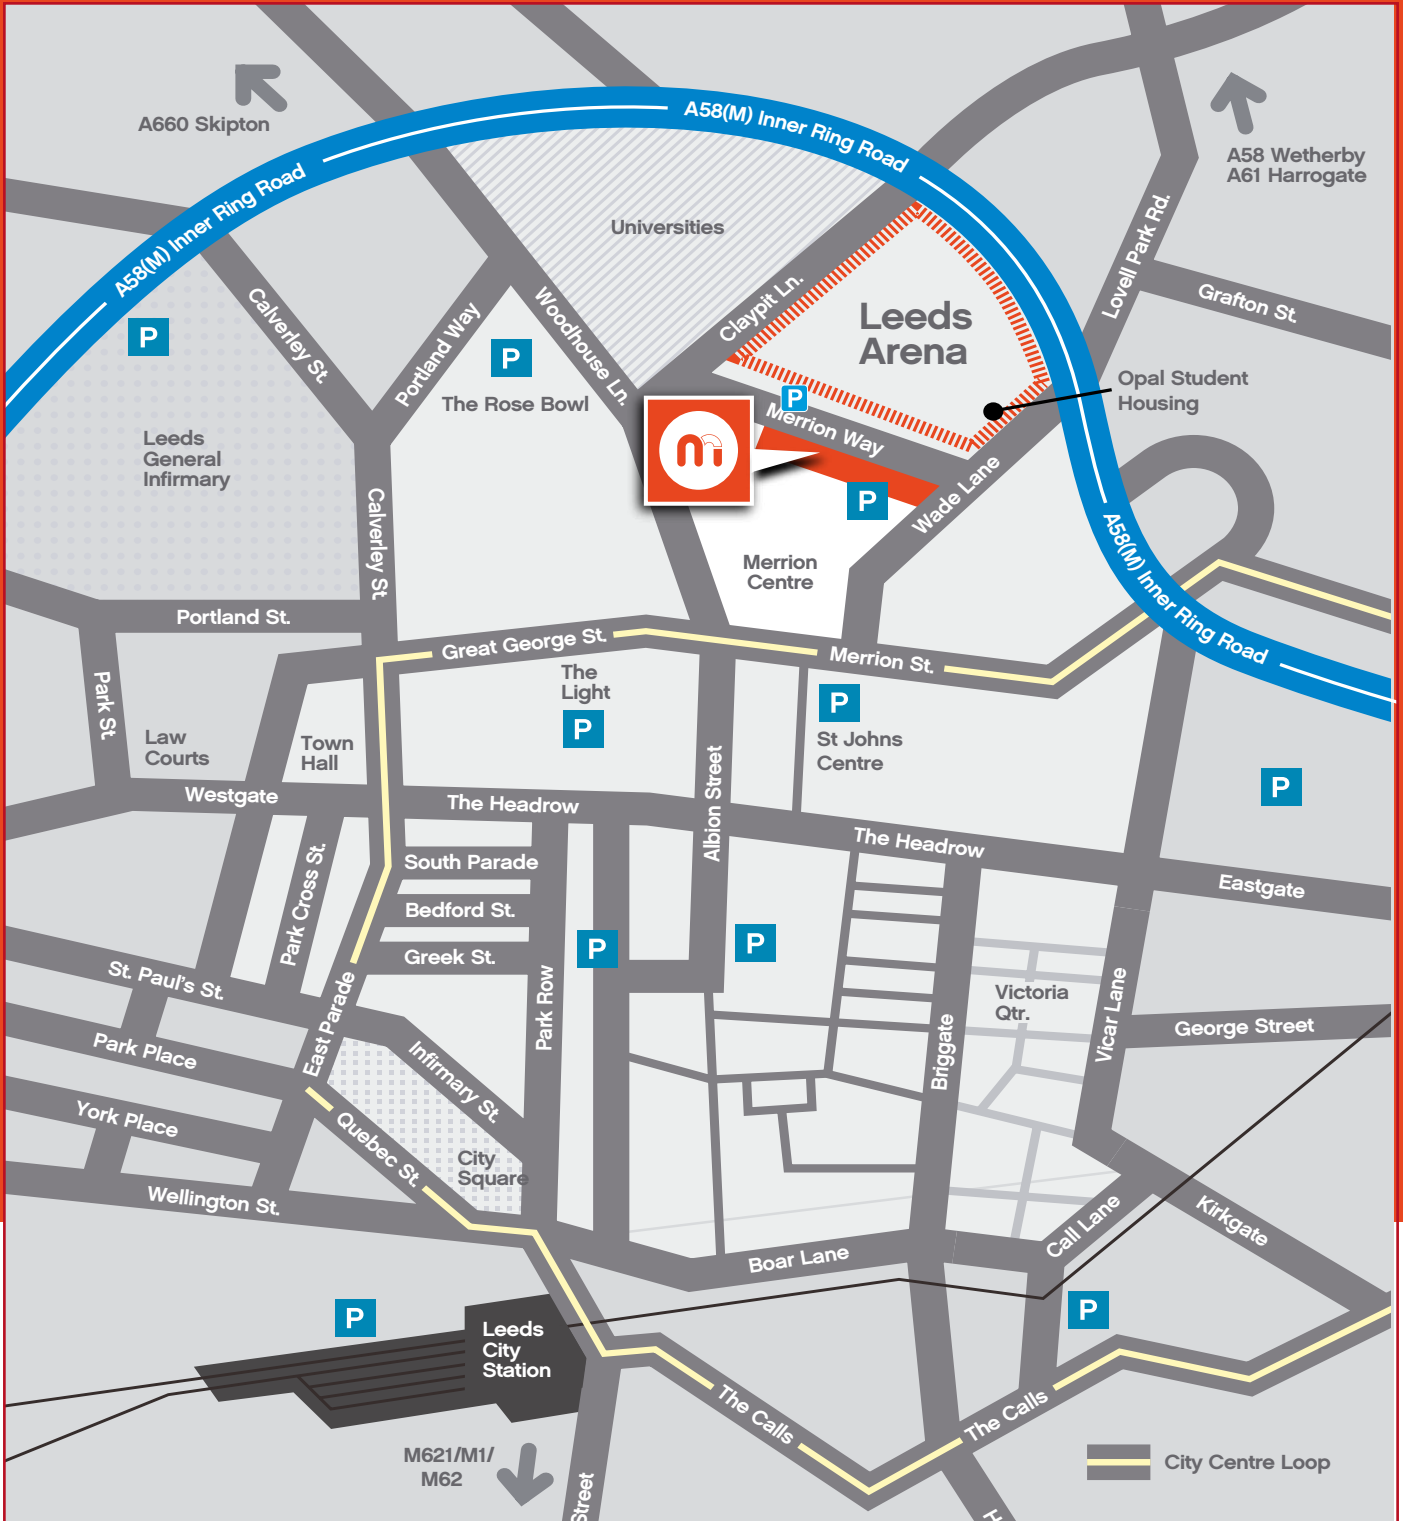 A58(M) Inner Ring Road
A660 Skipton
A58 Wetherby
A61 Harrogate
A58(M) Inner Ring Road
Universities
Lovell Park Rd.
Claypit Ln.
Calverley St
Woodhouse Ln.
Grafton St.
Portland Way
P
P
Leeds
Arena
Opal Student
Housing
The Rose Bowl
P
Merrion Way
m
Leeds
General
Infirmary
Calverley St
P
Wade Lane
A58(M) Inner Ring Road
Merrion
Centre
Portland St.
Great George St.
Merrion St.
Park St.
The
Light
P
P
St Johns
Centre
Law
Courts
Town
Hall
P
Westgate
The Headrow
Albion Street
The Headrow
Eastgate
South Parade
Bedford St.
Greek St.
Park Cross St.
P
P
St. Paul's St.
East Parade
Park Row
Victoria
Qtr.
Vicar Lane
George Street
Park Place
Infirmary St.
Briggate
York Place
Quebec St.
City
Square
Wellington St.
Boar Lane
Call Lane
Kirkgate
P
P
Leeds
City
Station
The Calls
The Calls
M621/M1/
M62
Street
H
City Centre Loop